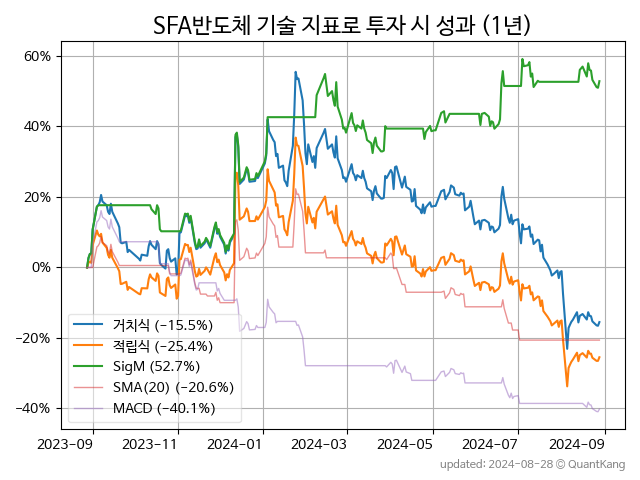 SFA반도체 기술 지표로 투자 시 성과 (1년)
60%
40%
20%
0%
−20%
−40%
거치식 (−15.5%)
적립식 (−25.4%)
SigM (52.7%)
SMA(20) (−20.6%)
MACD (−40.1%)
2023-09 2023-11 2024-01 2024-03 2024-05 2024-07 2024-09
updated: 2024-08-28 © QuantKang